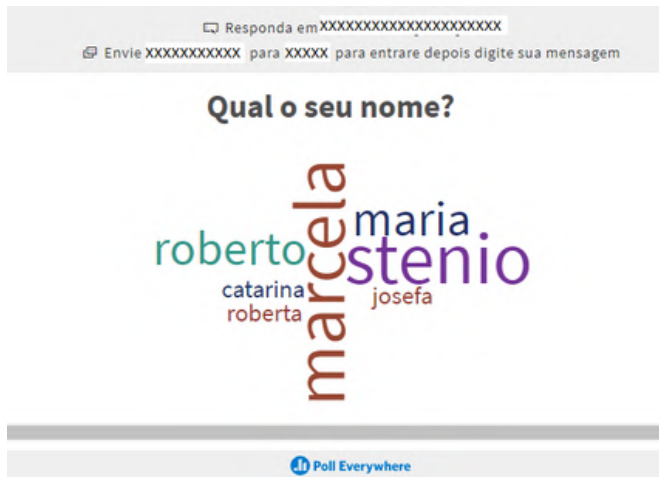 Responda em XXXXXXXXXXXXXXXXXXXXXX
Envie XXXXXXXXXXX para XXXXX para entrare depois digite sua mensagem
Qual o seu nome?
marcela
maria
roberto
stenio
catarina
josefa
roberta
Poll Everywhere